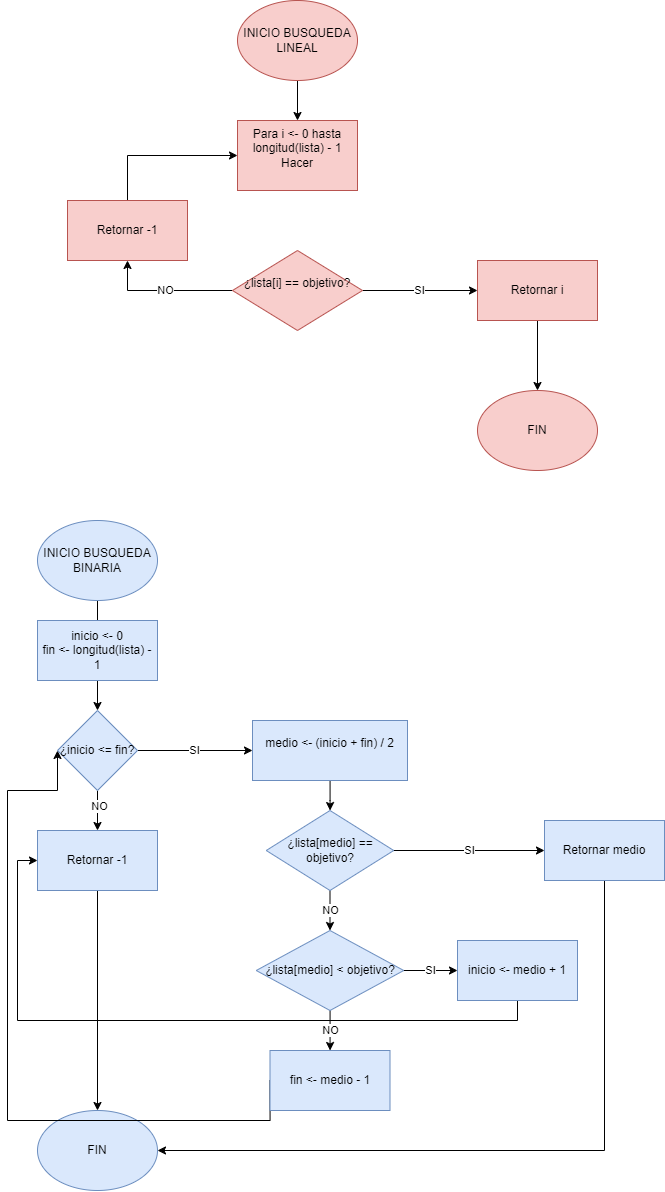 INICIO BUSQUEDA
LINEAL
Para i <- 0 hasta
longitud(lista) - 1
Hacer
Retornar -1
¿lista[i] == objetivo?
NO
SI
Retornar i
FIN
INICIO BUSQUEDA
BINARIA
inicio <- 0
fin <- longitud(lista) -
1
¿inicio <= fin?
SI
medio <- (inicio + fin) / 2
NO
Retornar -1
¿lista[medio] ==
objetivo?
SI
Retornar medio
NO
¿lista[medio] < objetivo?
SI
inicio <- medio + 1
NO
fin <- medio - 1
FIN